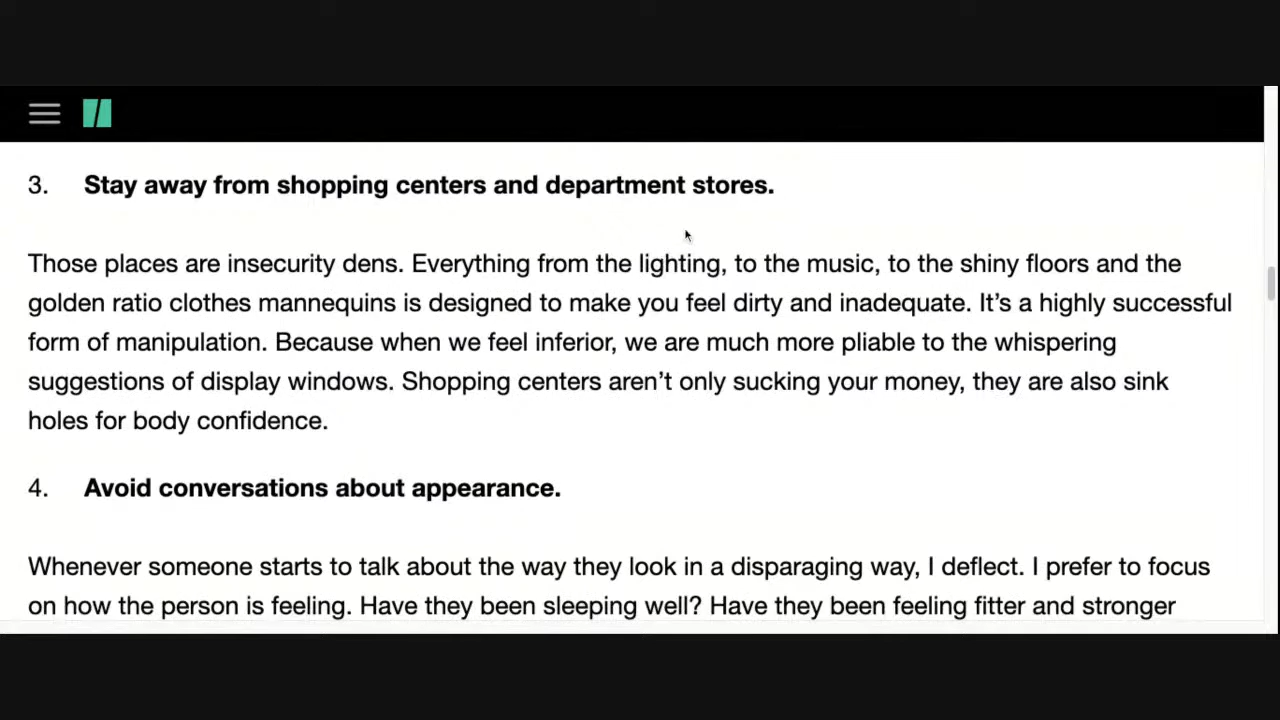 3. Stay away from shopping centers and department stores.
Those places are insecurity dens. Everything from the lighting, to the music, to the shiny floors and the
golden ratio clothes mannequins is designed to make you feel dirty and inadequate. It’s a highly successful
form of manipulation. Because when we feel inferior, we are much more pliable to the whispering
suggestions of display windows. Shopping centers aren’t only sucking your money, they are also sink
holes for body confidence.
4. Avoid conversations about appearance.
Whenever someone starts to talk about the way they look in a disparaging way, I deflect. I prefer to focus
on how the person is feeling. Have they been sleeping well? Have they been feeling fitter and stronger